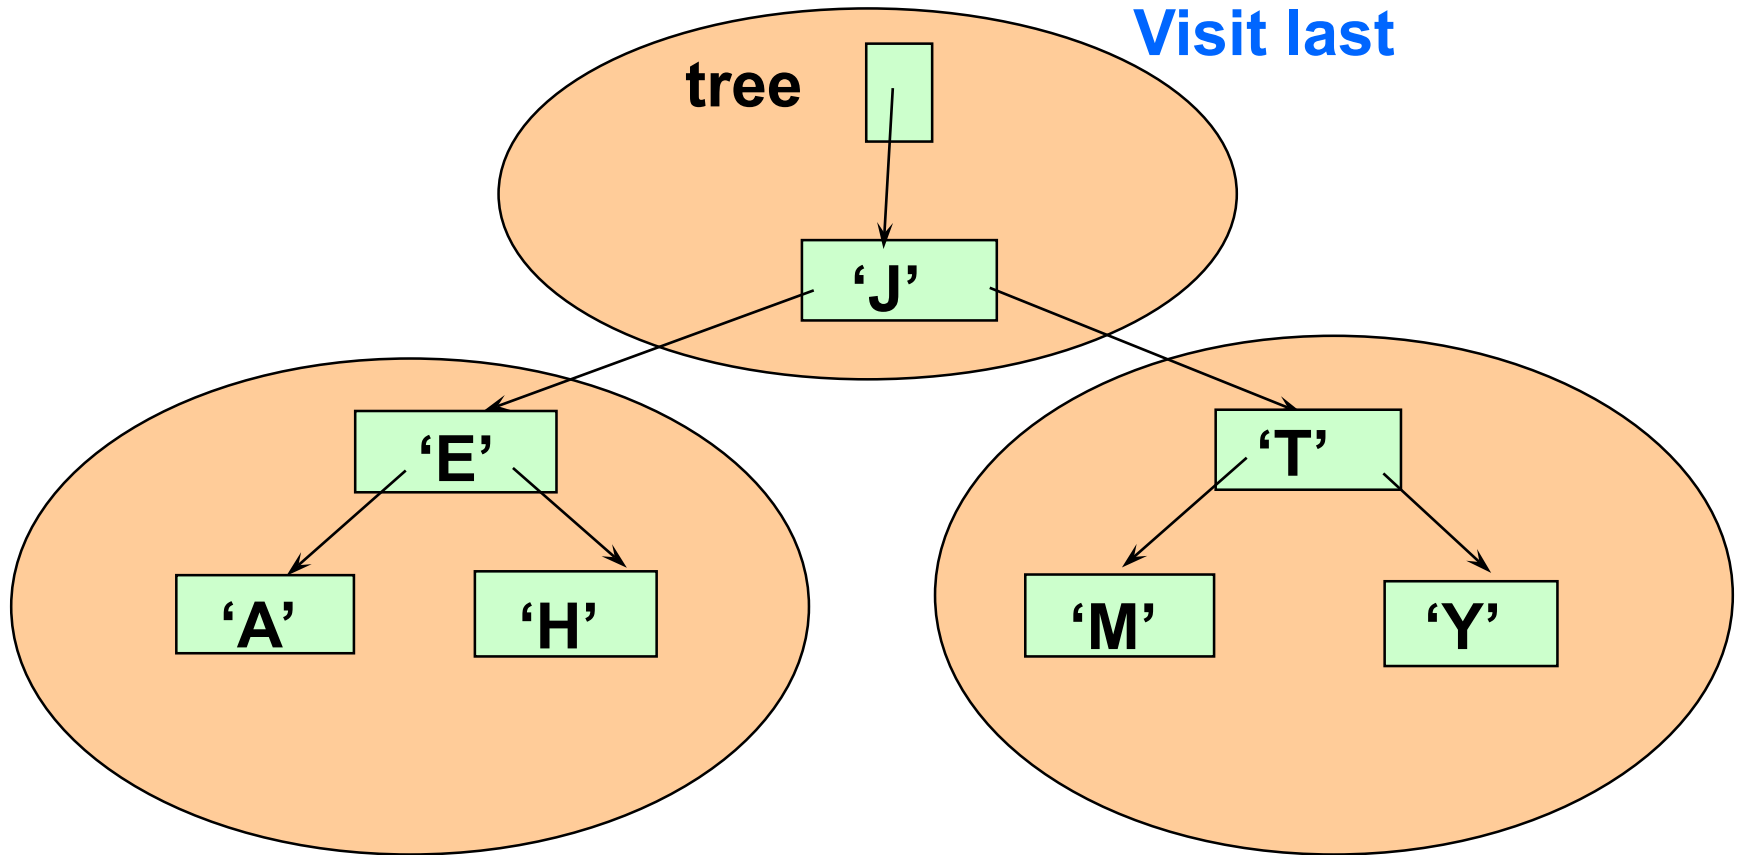 Visit last
tree
‘J’
‘E’
‘T’
‘A’
‘H’
‘M’
‘Y’